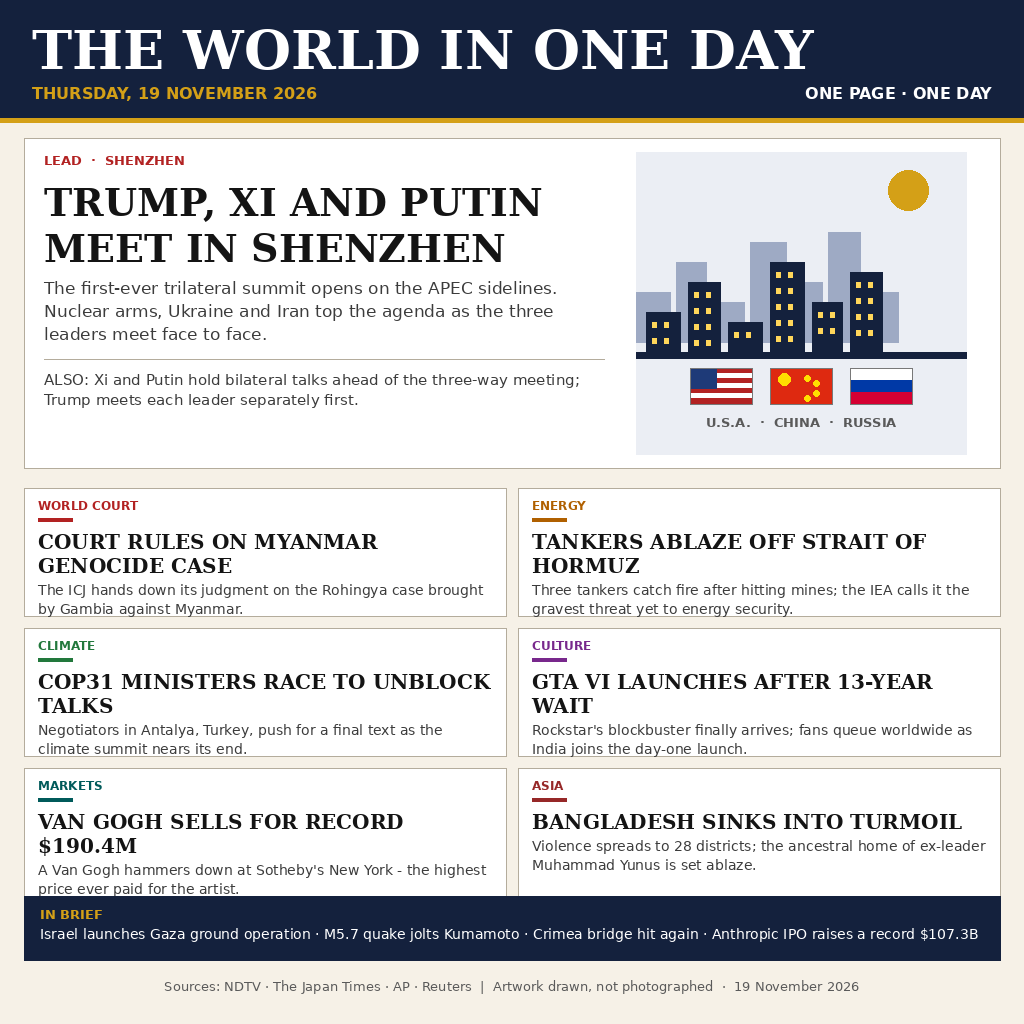 THE WORLD IN ONE DAY
THURSDAY, 19 NOVEMBER 2026
ONE PAGE · ONE DAY
LEAD · SHENZHEN
TRUMP, XI AND PUTIN
MEET IN SHENZHEN
The first-ever trilateral summit opens on the APEC sidelines.
Nuclear arms, Ukraine and Iran top the agenda as the three
leaders meet face to face.
ALSO: Xi and Putin hold bilateral talks ahead of the three-way meeting;
Trump meets each leader separately first.
U.S.A. · CHINA · RUSSIA
WORLD COURT
COURT RULES ON MYANMAR
GENOCIDE CASE
The ICJ hands down its judgment on the Rohingya case brought
by Gambia against Myanmar.
ENERGY
TANKERS ABLAZE OFF STRAIT OF
HORMUZ
Three tankers catch fire after hitting mines; the IEA calls it the
gravest threat yet to energy security.
CLIMATE
COP31 MINISTERS RACE TO UNBLOCK
TALKS
Negotiators in Antalya, Turkey, push for a final text as the
climate summit nears its end.
CULTURE
GTA VI LAUNCHES AFTER 13-YEAR
WAIT
Rockstar's blockbuster finally arrives; fans queue worldwide as
India joins the day-one launch.
MARKETS
VAN GOGH SELLS FOR RECORD
$190.4M
A Van Gogh hammers down at Sotheby's New York - the highest
price ever paid for the artist.
ASIA
BANGLADESH SINKS INTO TURMOIL
Violence spreads to 28 districts; the ancestral home of ex-leader
Muhammad Yunus is set ablaze.
IN BRIEF
Israel launches Gaza ground operation · M5.7 quake jolts Kumamoto · Crimea bridge hit again · Anthropic IPO raises a record $107.3B
Sources: NDTV · The Japan Times · AP · Reuters | Artwork drawn, not photographed · 19 November 2026